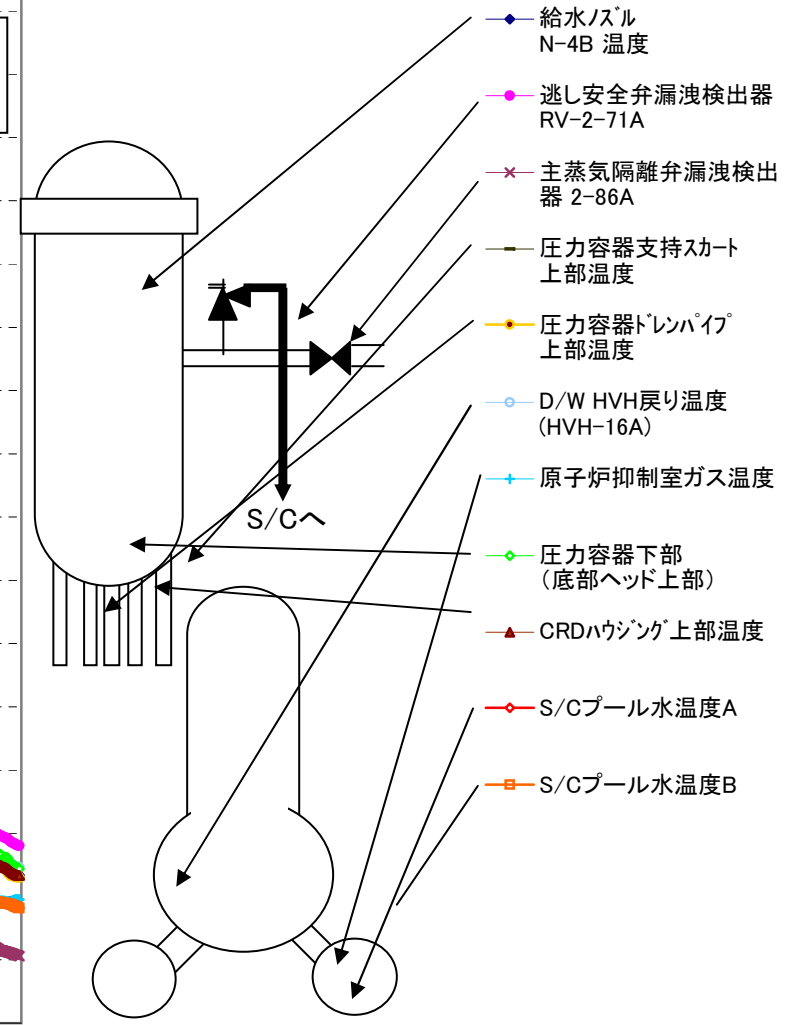 給水ﾉｽﾞﾙ
N-4B 温度
逃し安全弁漏洩検出器
RV-2-71A
主蒸気隔離弁漏洩検出
器 2-86A
圧力容器支持ｽｶｰﾄ
上部温度
圧力容器ﾄﾞﾚﾝﾊﾟｲﾌﾟ
上部温度
D/W HVH戻り温度
(HVH-16A)
原子炉抑制室ガス温度
S/Cへ
圧力容器下部
（底部ヘッド上部）
CRDﾊｳｼﾞﾝｸﾞ上部温度
S/Cプール水温度A
S/Cプール水温度B